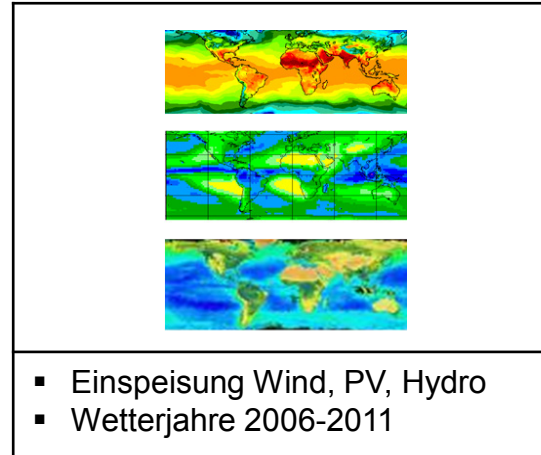 ▪ Einspeisung Wind, PV, Hydro
▪ Wetterjahre 2006-2011